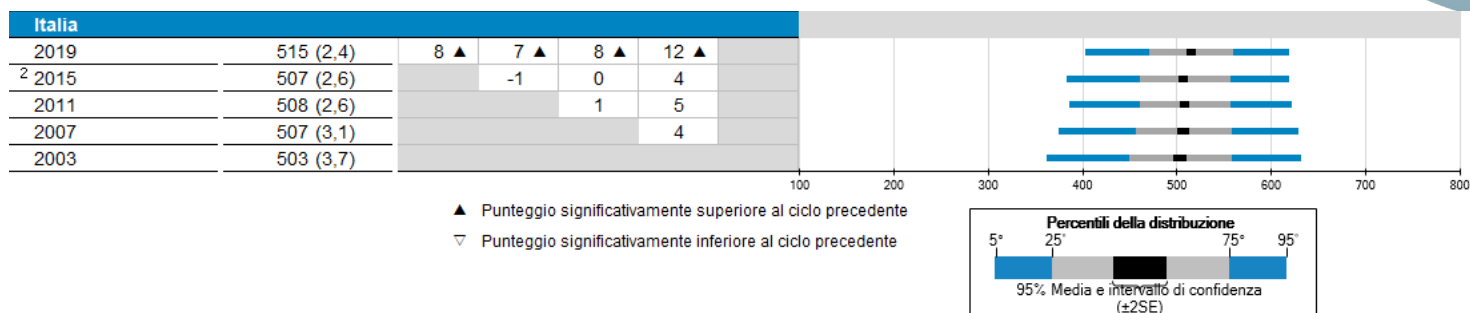 Italia
2019 515 (2,4) 8 ▲ 7 ▲ 8 ▲ 12 ▲
2 2015 507 (2,6) -1 0 4
2011 508 (2,6) 1 5
2007 507 (3,1) 4
2003 503 (3,7)
100 200 300 400 500 600 700 800
▲ Punteggio significativamente superiore al ciclo precedente
▽ Punteggio significativamente inferiore al ciclo precedente
Percentili della distribuzione
5° 25° 75° 95°
95% Media e intervallo di confidenza
(±2SE)